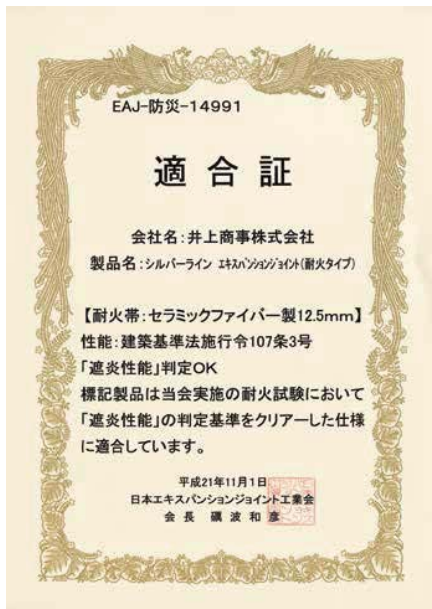 EAJ-防災-14991
適合証
会社名:井上商事株式会社
製品名:シルバーライン エキスパンションジョイント(耐火タイプ)
【耐火帯:セラミックファイバー製12.5mm】
性能:建築基準法施行令107条3号
「遮炎性能」判定OK
標記製品は当会実施の耐火試験において
「遮炎性能」の判定基準をクリアーした仕様
に適合しています。
平成21年11月1日
日本エキスパンションジョイント工業会
会長 礪波和彦